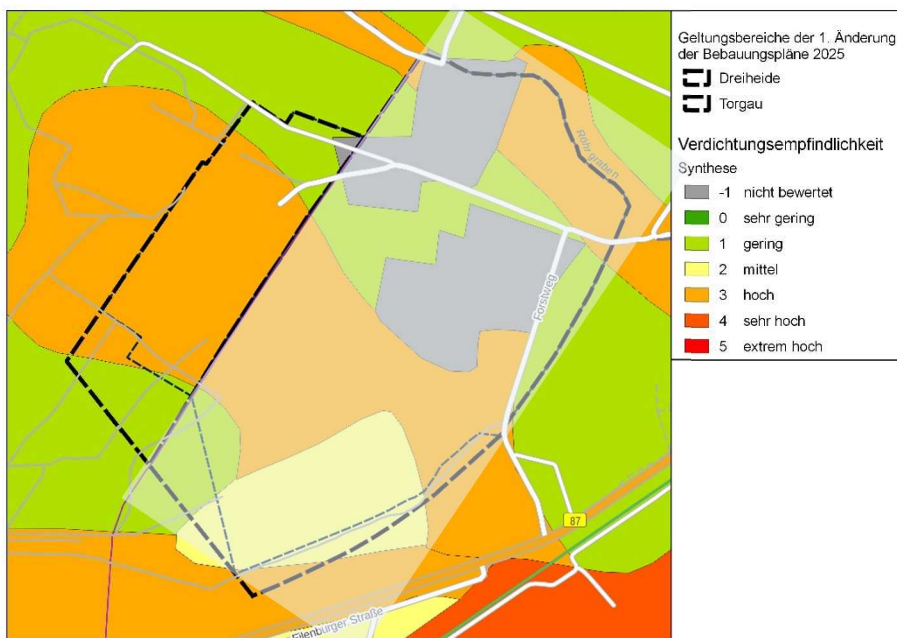 Geltungsbereiche der 1. Änderung
der Bebauungspläne 2025
Dreiheide
Torgau
Verdichtungsempfindlichkeit
Synthese
-1 nicht bewertet
0 sehr gering
1 gering
2 mittel
3 hoch
4 sehr hoch
5 extrem hoch
Röhrgraben
Forstweg
87
Eilenburger Straße